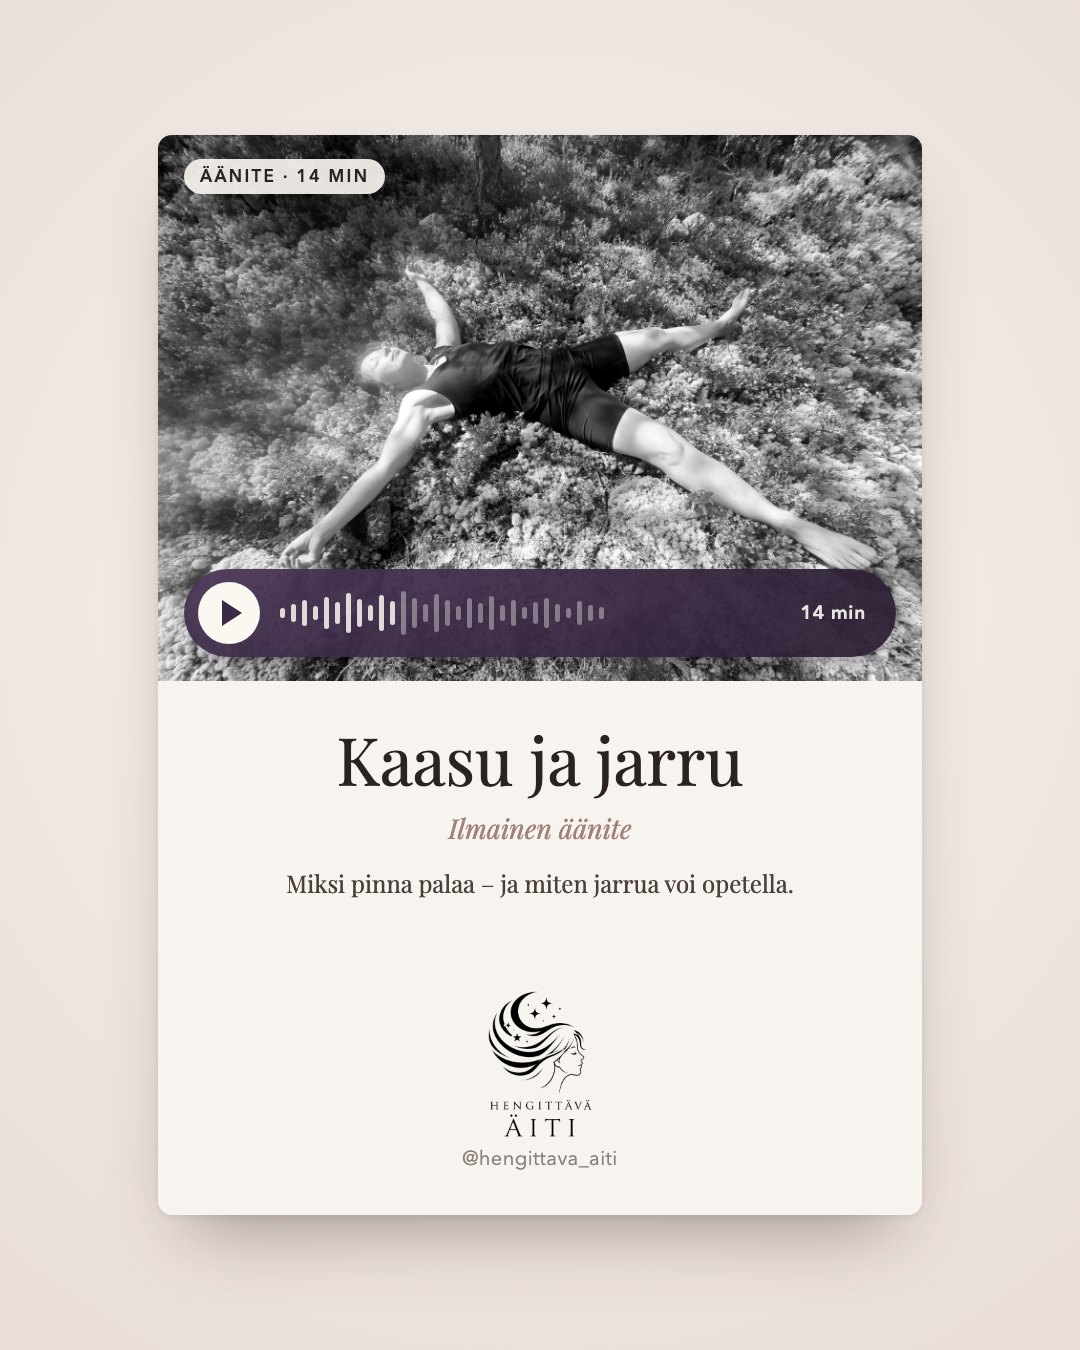 ÄÄNITE · 14 MIN
14 min
Kaasu ja jarru
Ilmainen äänite
Miksi pinna palaa – ja miten jarrua voi opetella.
HENGITTÄVÄ
ÄITI
@hengittava_aiti